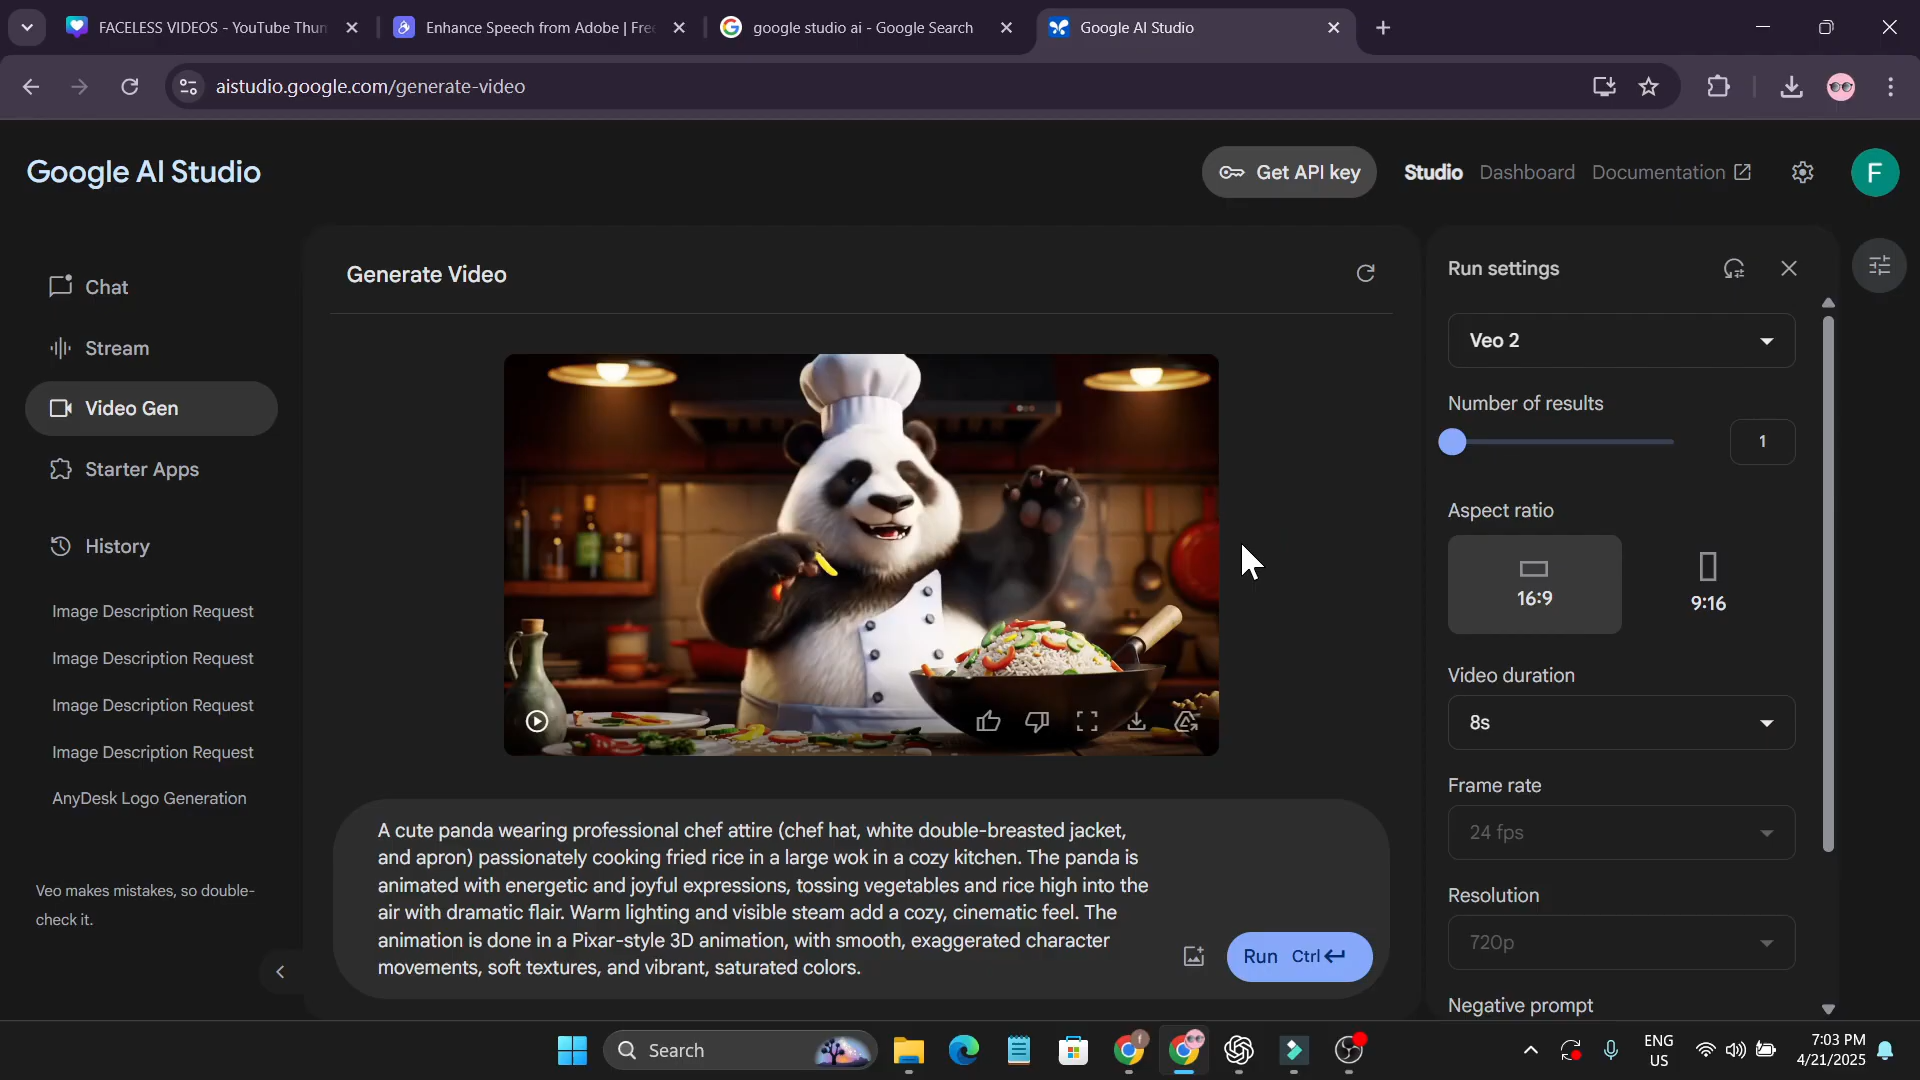 FACELESS VIDEOS - YouTube Thun
Enhance Speech from Adobe | Free
google studio ai - Google Search
Google AI Studio
aistudio.google.com/generate-video
Google AI Studio
Get API key
Studio
Dashboard
Documentation
F
Chat
Stream
Video Gen
Starter Apps
History
Image Description Request
Image Description Request
Image Description Request
Image Description Request
AnyDesk Logo Generation
Veo makes mistakes, so double-
check it.
Generate Video
A cute panda wearing professional chef attire (chef hat, white double-breasted jacket,
and apron) passionately cooking fried rice in a large wok in a cozy kitchen. The panda is
animated with energetic and joyful expressions, tossing vegetables and rice high into the
air with dramatic flair. Warm lighting and visible steam add a cozy, cinematic feel. The
animation is done in a Pixar-style 3D animation, with smooth, exaggerated character
movements, soft textures, and vibrant, saturated colors.
Run Ctrl
Run settings
Veo 2
Number of results
1
Aspect ratio
16:9
9:16
Video duration
8s
Frame rate
24 fps
Resolution
720p
Negative prompt
Search
ENG
US
7:03 PM
4/21/2025